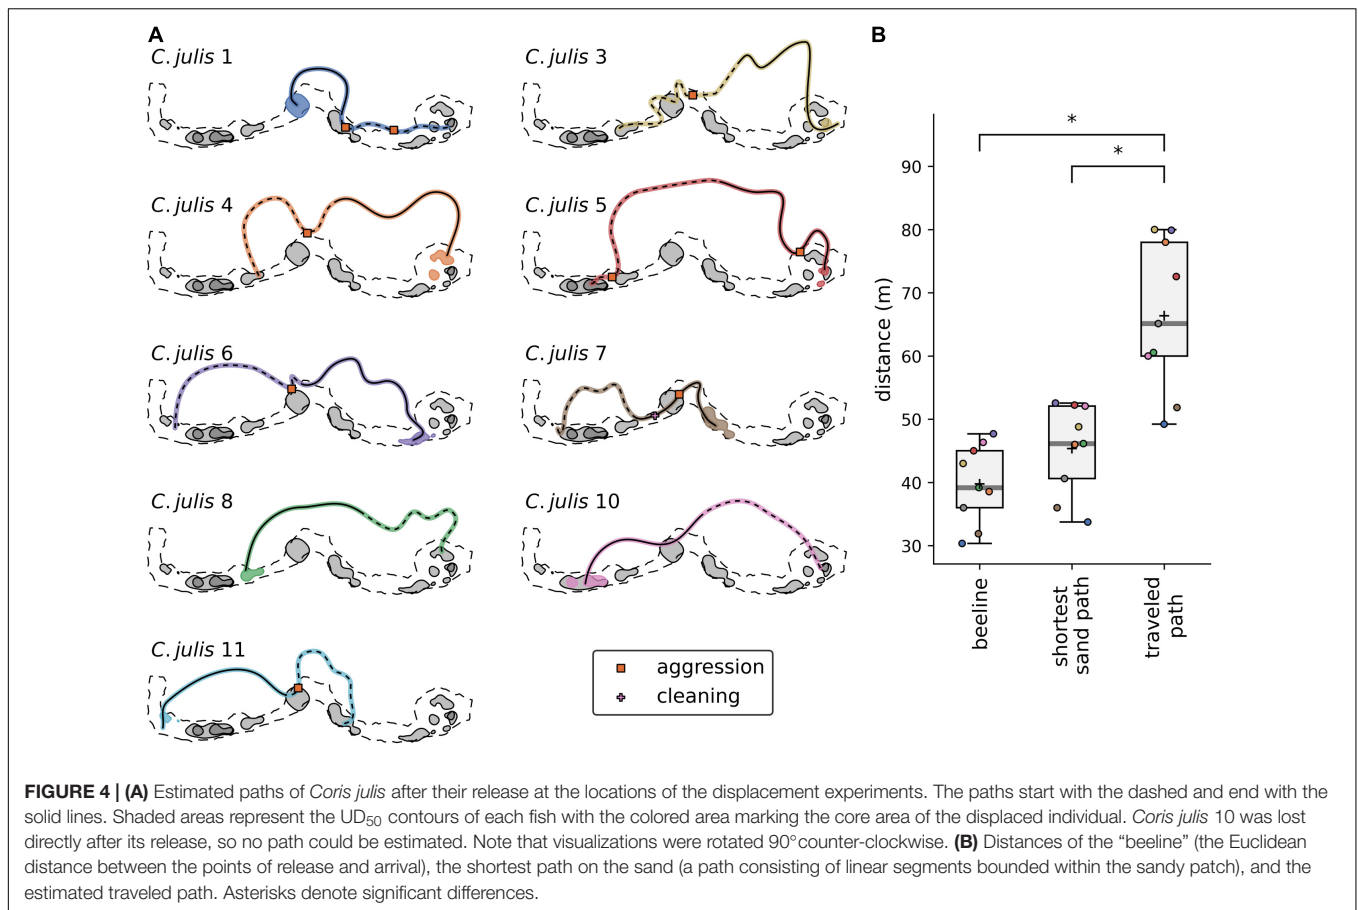 A
B
C. julis 1
C. julis 3
C. julis 4
C. julis 5
C. julis 6
C. julis 7
C. julis 8
C. julis 10
C. julis 11
aggression
cleaning
*
*
90
80
70
60
50
40
30
distance (m)
beeline
shortest
sand path
traveled
path
FIGURE 4 | (A) Estimated paths of Coris julis after their release at the locations of the displacement experiments. The paths start with the dashed and end with the
solid lines. Shaded areas represent the UD50 contours of each fish with the colored area marking the core area of the displaced individual. Coris julis 10 was lost
directly after its release, so no path could be estimated. Note that visualizations were rotated 90°counter-clockwise. (B) Distances of the “beeline” (the Euclidean
distance between the points of release and arrival), the shortest path on the sand (a path consisting of linear segments bounded within the sandy patch), and the
estimated traveled path. Asterisks denote significant differences.